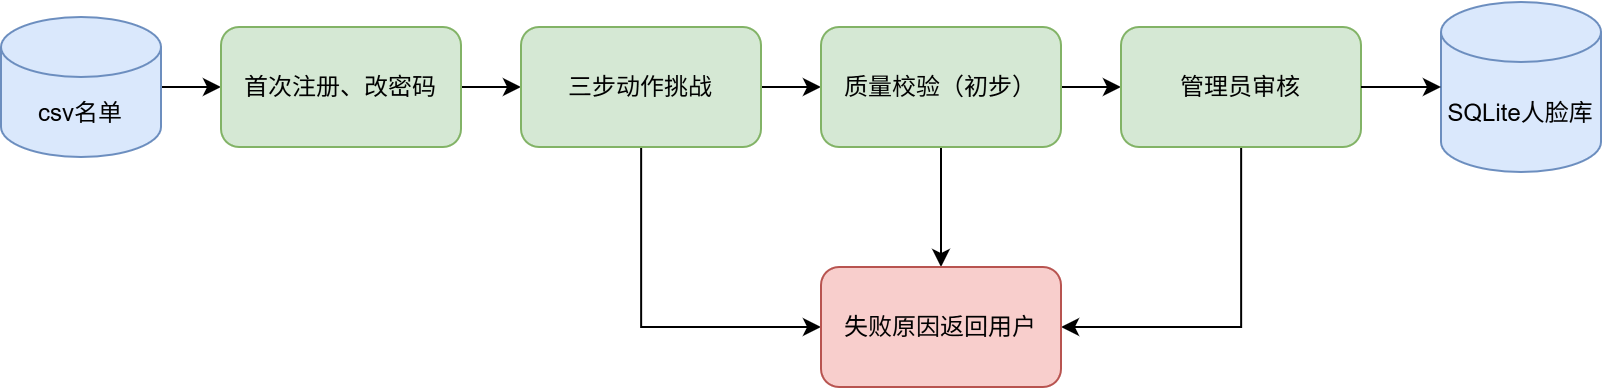 csv名单
首次注册、改密码
三步动作挑战
质量校验（初步）
管理员审核
SQLite人脸库
失败原因返回用户